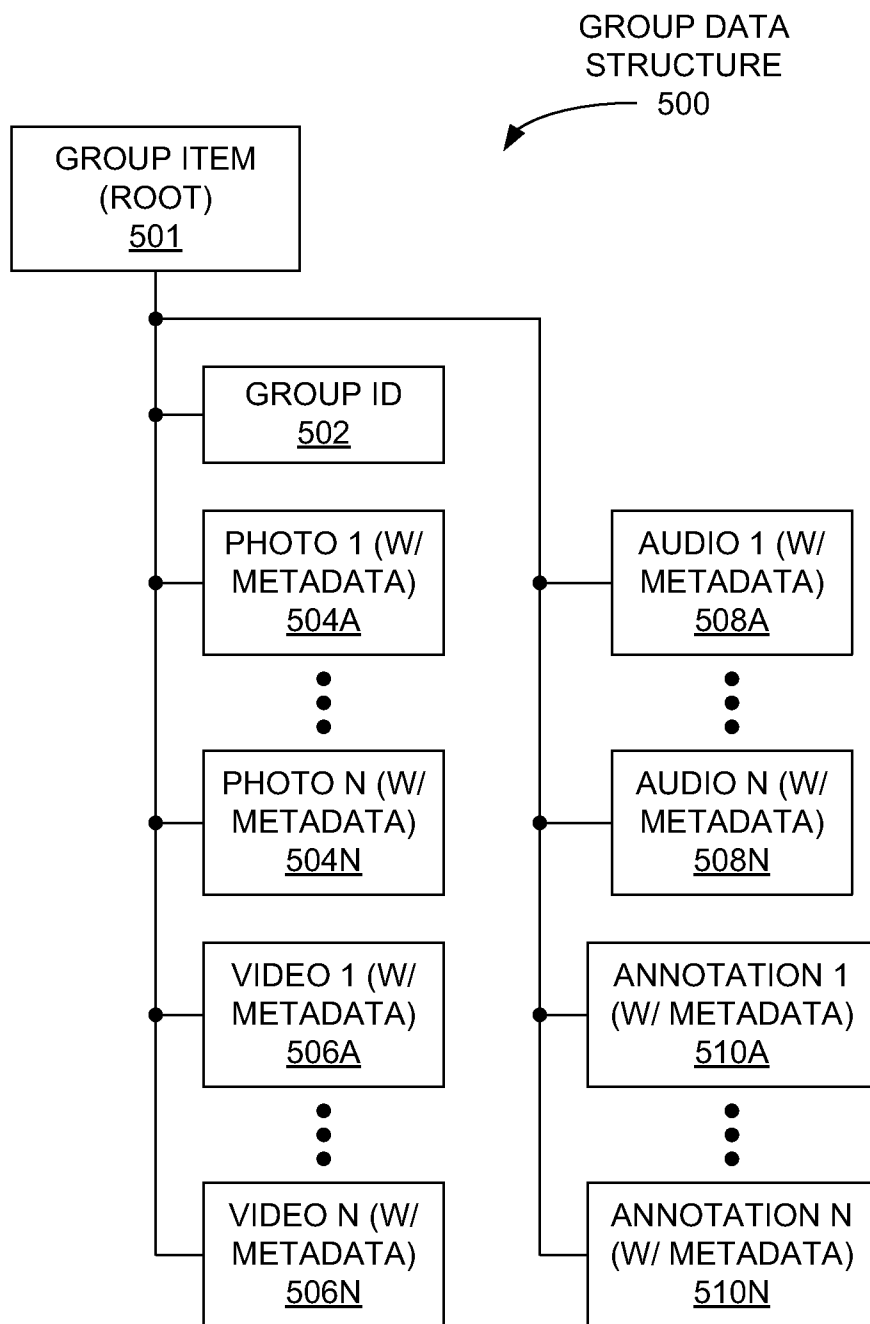 GROUP DATA
STRUCTURE
500
GROUP ITEM
(ROOT)
501
GROUP ID
502
PHOTO 1 (W/
METADATA)
504A
PHOTO N (W/
METADATA)
504N
VIDEO 1 (W/
METADATA)
506A
VIDEO N (W/
METADATA)
506N
AUDIO 1 (W/
METADATA)
508A
AUDIO N (W/
METADATA)
508N
ANNOTATION 1
(W/ METADATA)
510A
ANNOTATION N
(W/ METADATA)
510N